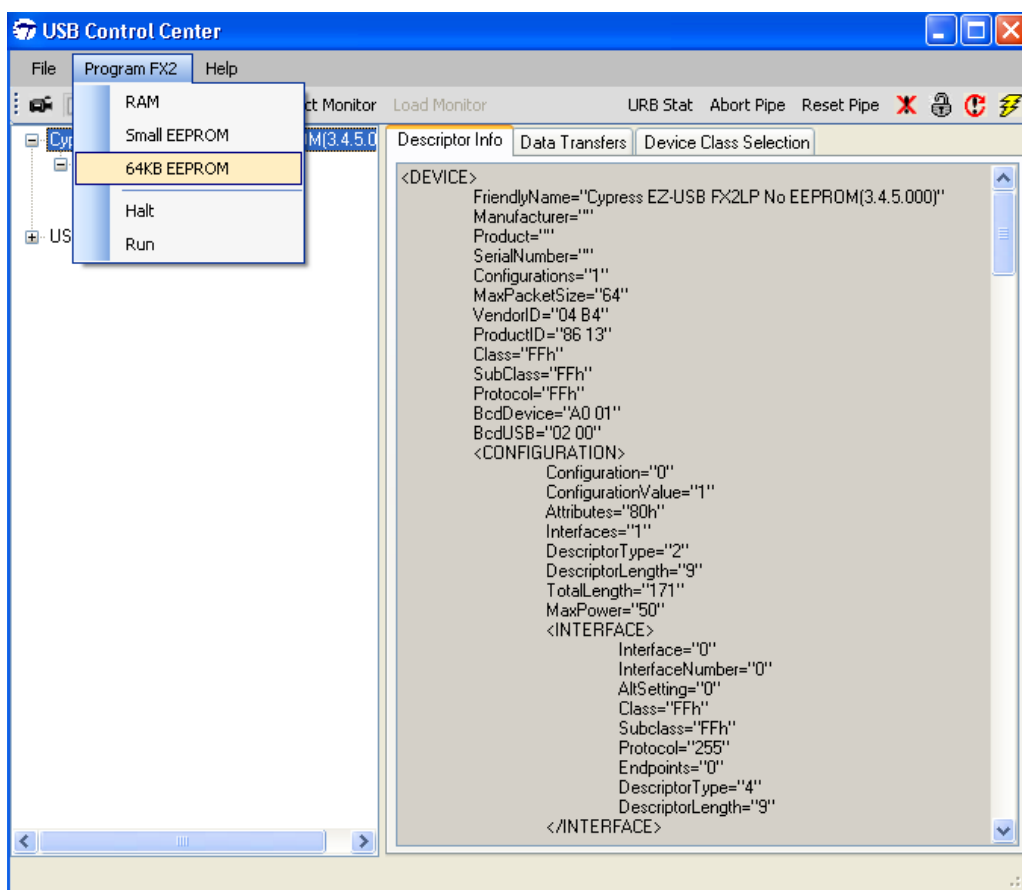 USB Control Center
File Program FX2 Help
RAM
Small EEPROM
64KB EEPROM
Halt
Run
ct Monitor Load Monitor URB Stat Abort Pipe Reset Pipe
Cyp M(3.4.5.0
US
Descriptor Info Data Transfers Device Class Selection
<DEVICE>
FriendlyName="Cypress EZ-USB FX2LP No EEPROM(3.4.5.000)"
Manufacturer=""
Product=""
SerialNumber=""
Configurations="1"
MaxPacketSize="64"
VendorID="04 B4"
ProductID="86 13"
Class="FFh"
SubClass="FFh"
Protocol="FFh"
BcdDevice="A0 01"
BcdUSB="02 00"
<CONFIGURATION>
Configuration="0"
ConfigurationValue="1"
Attributes="80h"
Interfaces="1"
DescriptorType="2"
DescriptorLength="9"
TotalLength="171"
MaxPower="50"
<INTERFACE>
Interface="0"
InterfaceNumber="0"
AltSetting="0"
Class="FFh"
Subclass="FFh"
Protocol="255"
Endpoints="0"
DescriptorType="4"
DescriptorLength="9"
</INTERFACE>